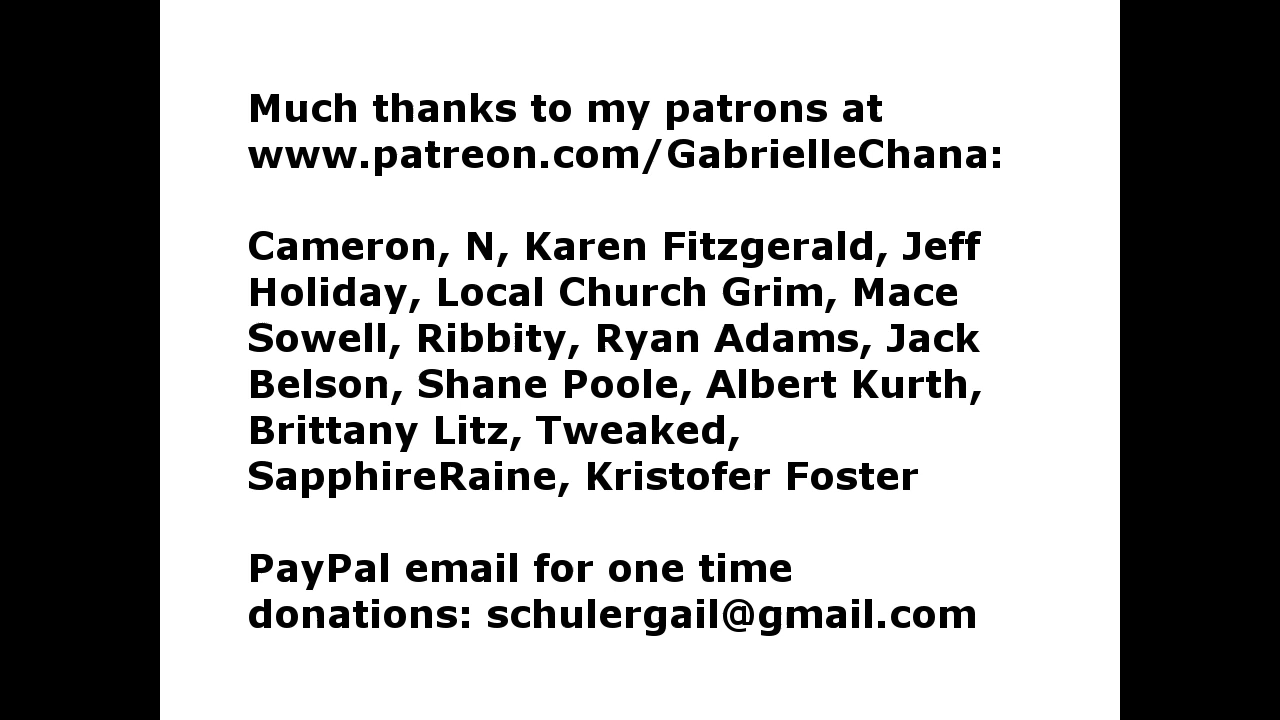 Much thanks to my patrons at
www.patreon.com/GabrielleChana:
Cameron, N, Karen Fitzgerald, Jeff
Holiday, Local Church Grim, Mace
Sowell, Ribbity, Ryan Adams, Jack
Belson, Shane Poole, Albert Kurth,
Brittany Litz, Tweaked,
SapphireRaine, Kristofer Foster
PayPal email for one time
donations: schulergail@gmail.com